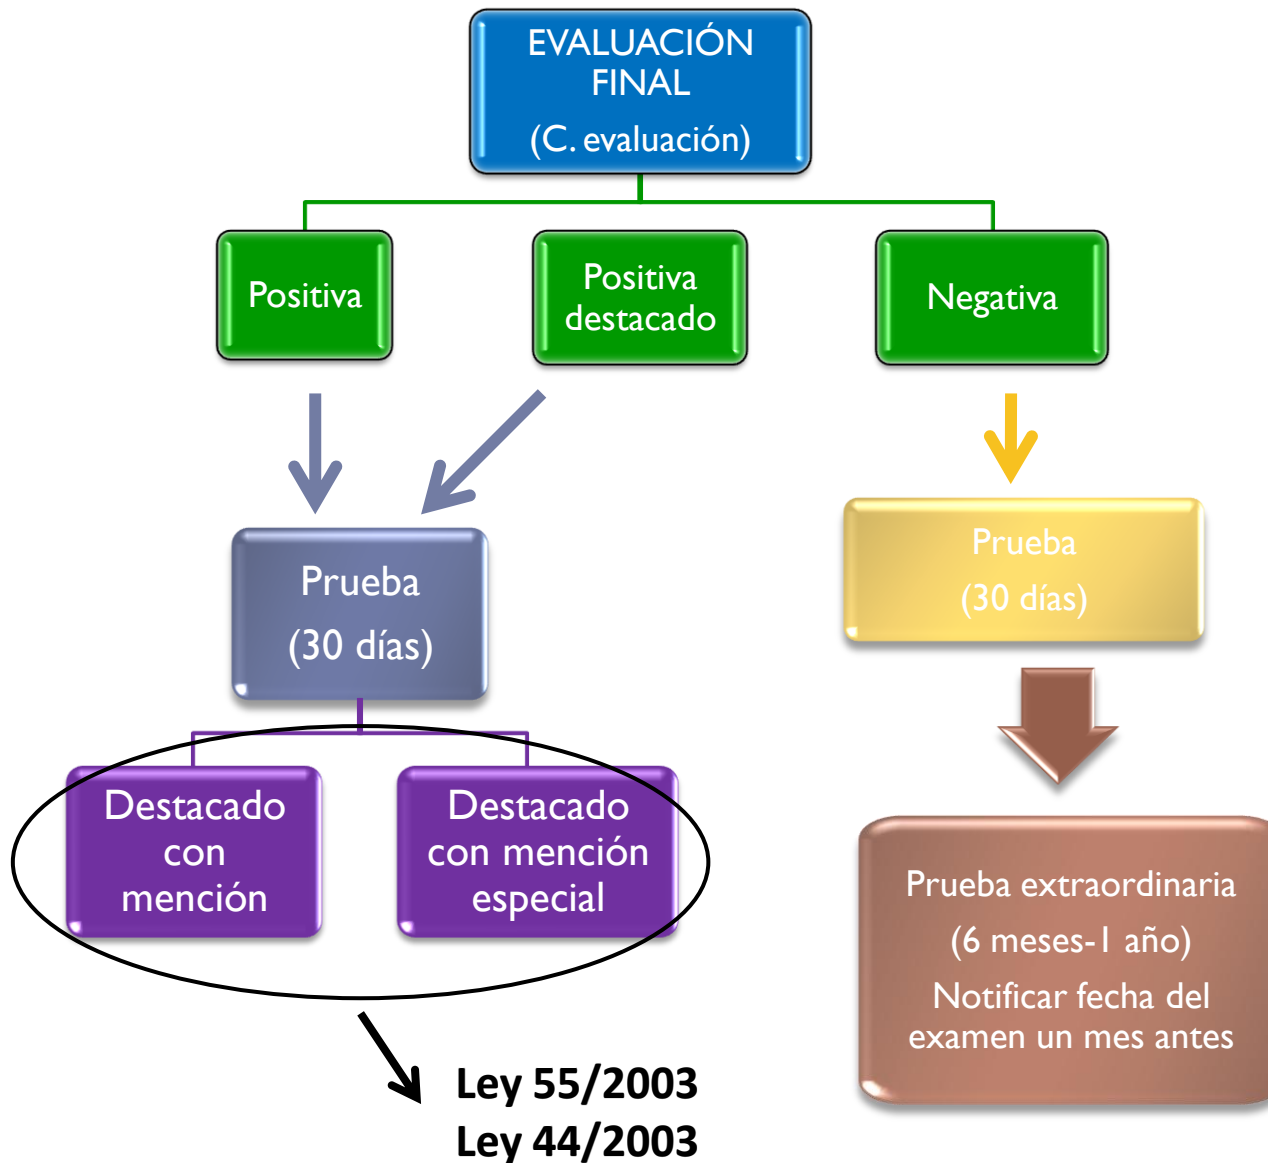 EVALUACIÓN
FINAL
(C. evaluación)
Positiva
Positiva
destacado
Negativa
Prueba
(30 días)
Prueba
(30 días)
Destacado
con
mención
Destacado
con mención
especial
Prueba extraordinaria
(6 meses-1 año)
Notificar fecha del
examen un mes antes
Ley 55/2003
Ley 44/2003